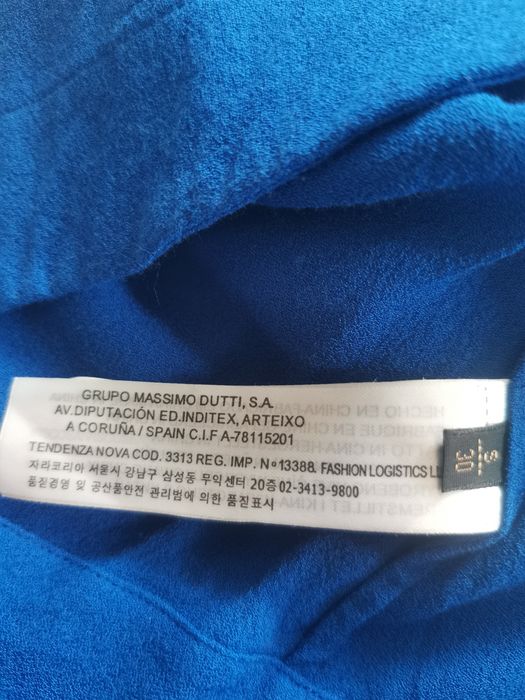 GRUPO MASSIMO DUTTI, S.A.
AV.DIPUTACIÓN ED.INDITEX, ARTEIXO
A CORUÑA / SPAIN C.I.F A-78115201
TENDENZA NOVA COD. 3313 REG. IMP. Nº13388. FASHION LOGISTICS
자라코리아 서울시 강남구 삼성동 무익센터 20층 02-3413-9800
품질경영 및 공산품안전 관리법에 의한 품질표시
S
30